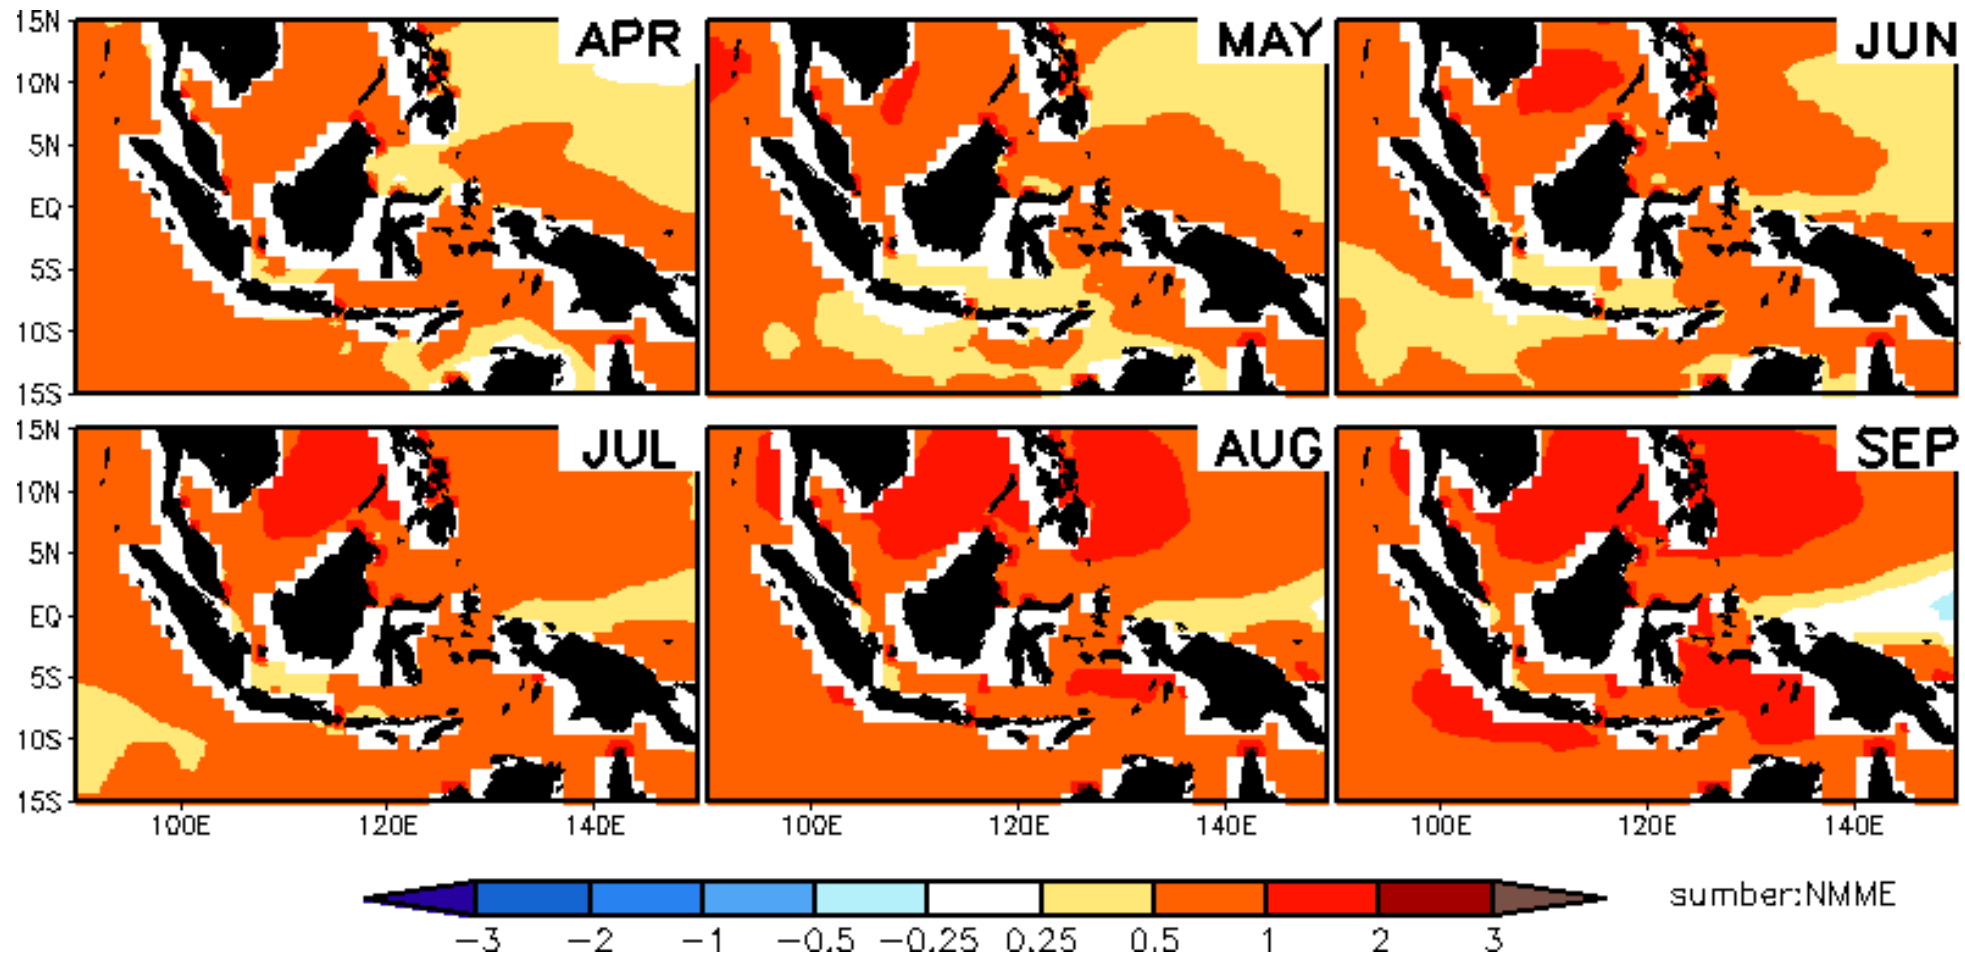 APR MAY JUN
15N
10N
5N
EQ
5S
10S
15S
JUL AUG SEP
15N
10N
5N
EQ
5S
10S
15S
100E 120E 140E 100E 120E 140E 100E 120E 140E
sumber:NMME
−3 −2 −1 −0.5 −0.25 0.25 0.5 1 2 3